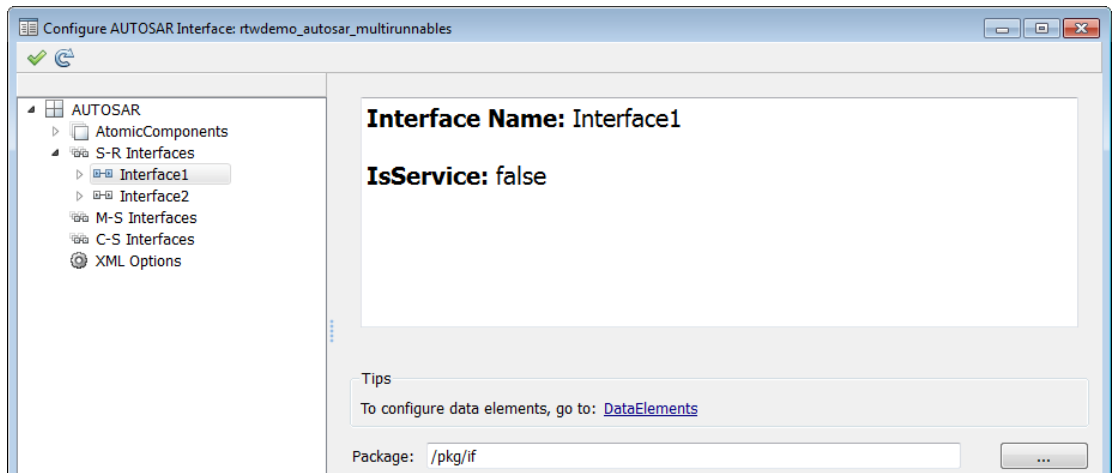 Configure AUTOSAR Interface: rtwdemo_autosar_multirunnables
AUTOSAR
AtomicComponents
S-R Interfaces
Interface1
Interface2
M-S Interfaces
C-S Interfaces
XML Options
Interface Name: Interface1
IsService: false
Tips
To configure data elements, go to: DataElements
Package: /pkg/if ...